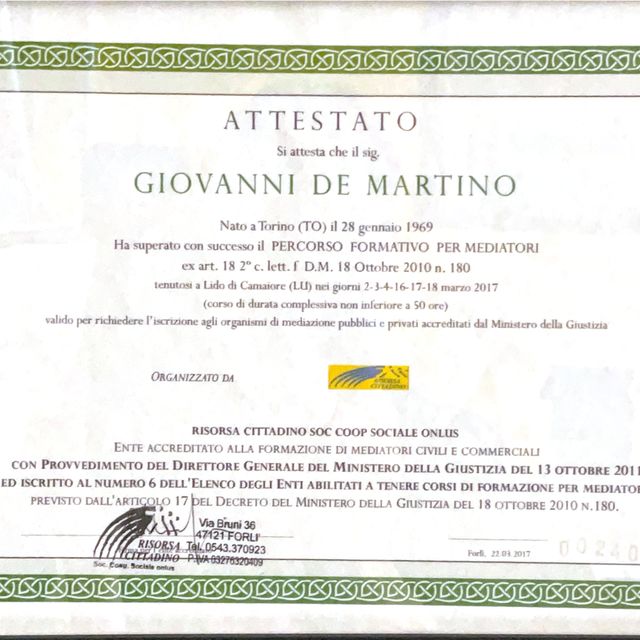 ATTESTATO
Si attesta che il sig.
GIOVANNI DE MARTINO
Nato a Torino (TO) il 28 gennaio 1969
Ha superato con successo il PERCORSO FORMATIVO PER MEDIATORI
ex art. 18 2° c. lett. f D.M. 18 Ottobre 2010 n. 180
tenutosi a Lido di Camaiore (LU) nei giorni 2-3-4-16-17-18 marzo 2017
(corso di durata complessiva non inferiore a 50 ore)
valido per richiedere l'iscrizione agli organismi di mediazione pubblici e privati accreditati dal Ministero della Giustizia
ORGANIZZATO DA
RISORSA
CITTADINO
RISORSA CITTADINO SOC COOP SOCIALE ONLUS
ENTE ACCREDITATO ALLA FORMAZIONE DI MEDIATORI CIVILI E COMMERCIALI
CON PROVVEDIMENTO DEL DIRETTORE GENERALE DEL MINISTERO DELLA GIUSTIZIA DEL 13 OTTOBRE 2011
ED ISCRITTO AL NUMERO 6 DELL'ELENCO DEGLI ENTI ABILITATI A TENERE CORSI DI FORMAZIONE PER MEDIATO
PREVISTO DALL'ARTICOLO 17 DEL DECRETO DEL MINISTERO DELLA GIUSTIZIA DEL 18 OTTOBRE 2010 N.180.
Via Bruni 36
47121 FORLI'
RISORSA Tel. 0543.370923
CITTADINO P.IVA 03276320409
Soc. Coop. Sociale onlus
Forlì, 22.03.2017
00240